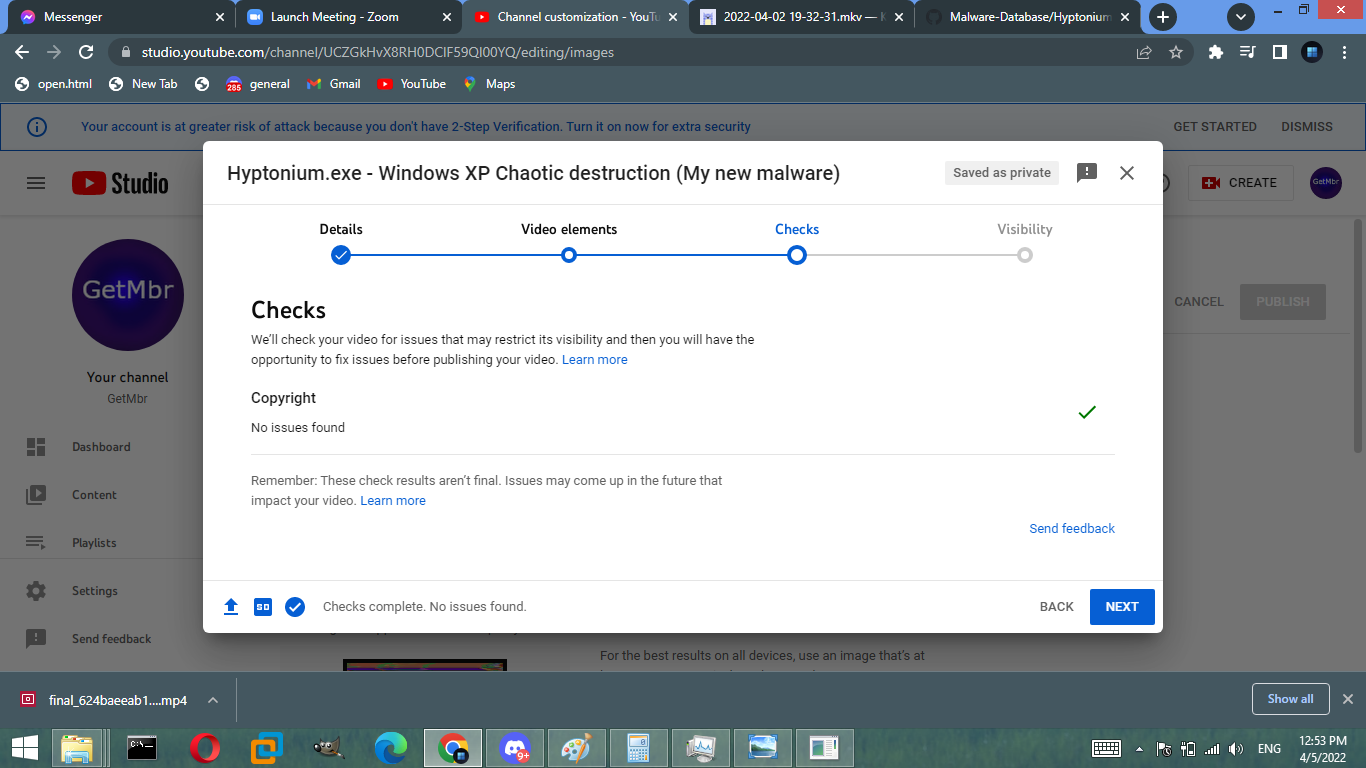 Messenger
Launch Meeting - Zoom
Channel customization - YouTu
2022-04-02 19-32-31.mkv — K
Malware-Database/Hyptonium
studio.youtube.com/channel/UCZGkHvX8RH0DClF59QI00YQ/editing/images
open.html
New Tab
285
general
Gmail
YouTube
Maps
Your account is at greater risk of attack because you don't have 2-Step Verification. Turn it on now for extra security
GET STARTED
DISMISS
Studio
Hyptonium.exe - Windows XP Chaotic destruction (My new malware)
Saved as private
CREATE
GetMbr
Details
Video elements
Checks
Visibility
GetMbr
CANCEL
PUBLISH
Checks
We'll check your video for issues that may restrict its visibility and then you will have the
opportunity to fix issues before publishing your video. Learn more
Your channel
GetMbr
Copyright
No issues found
Dashboard
Content
Playlists
Remember: These check results aren't final. Issues may come up in the future that
impact your video. Learn more
Send feedback
Settings
Send feedback
SD
Checks complete. No issues found.
BACK
NEXT
For the best results on all devices, use an image that's at
final_624baeeab1....mp4
Show all
C:\
9+
ENG
12:53 PM
4/5/2022